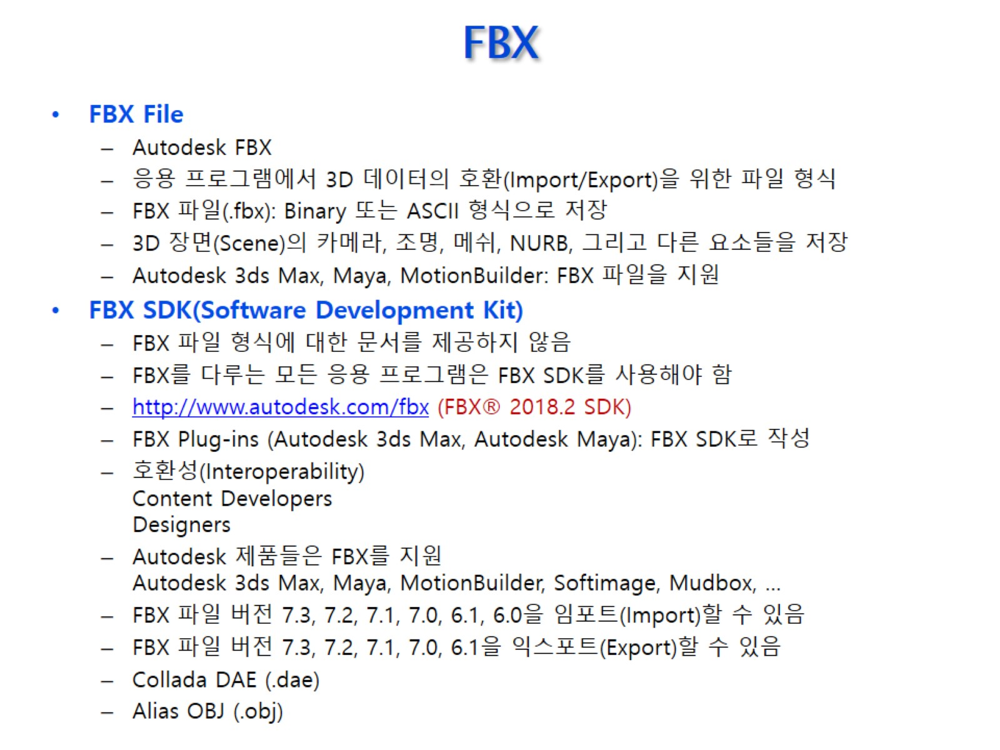 FBX
• FBX File
– Autodesk FBX
– 응용 프로그램에서 3D 데이터의 호환(Import/Export)을 위한 파일 형식
– FBX 파일(.fbx): Binary 또는 ASCII 형식으로 저장
– 3D 장면(Scene)의 카메라, 조명, 메쉬, NURB, 그리고 다른 요소들을 저장
– Autodesk 3ds Max, Maya, MotionBuilder: FBX 파일을 지원
• FBX SDK(Software Development Kit)
– FBX 파일 형식에 대한 문서를 제공하지 않음
– FBX를 다루는 모든 응용 프로그램은 FBX SDK를 사용해야 함
– http://www.autodesk.com/fbx (FBX® 2018.2 SDK)
– FBX Plug-ins (Autodesk 3ds Max, Autodesk Maya): FBX SDK로 작성
– 호환성(Interoperability)
Content Developers
Designers
– Autodesk 제품들은 FBX를 지원
Autodesk 3ds Max, Maya, MotionBuilder, Softimage, Mudbox, ...
– FBX 파일 버전 7.3, 7.2, 7.1, 7.0, 6.1, 6.0을 임포트(Import)할 수 있음
– FBX 파일 버전 7.3, 7.2, 7.1, 7.0, 6.1을 익스포트(Export)할 수 있음
– Collada DAE (.dae)
– Alias OBJ (.obj)